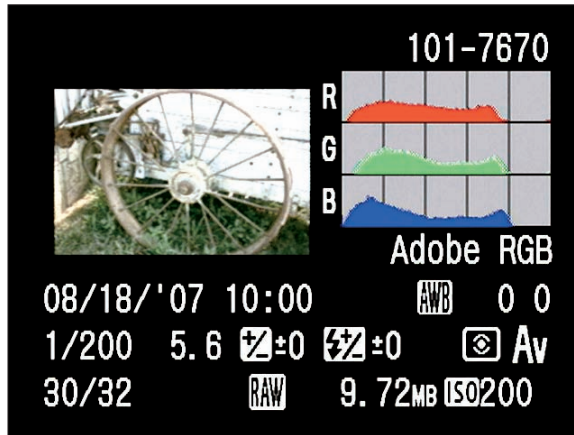 101-7670
R
G
B
Adobe RGB
08/18/'07 10:00 AWB 0 0
1/200 5.6 +/- ±0 +/- ±0 Av
30/32 RAW 9.72MB ISO200